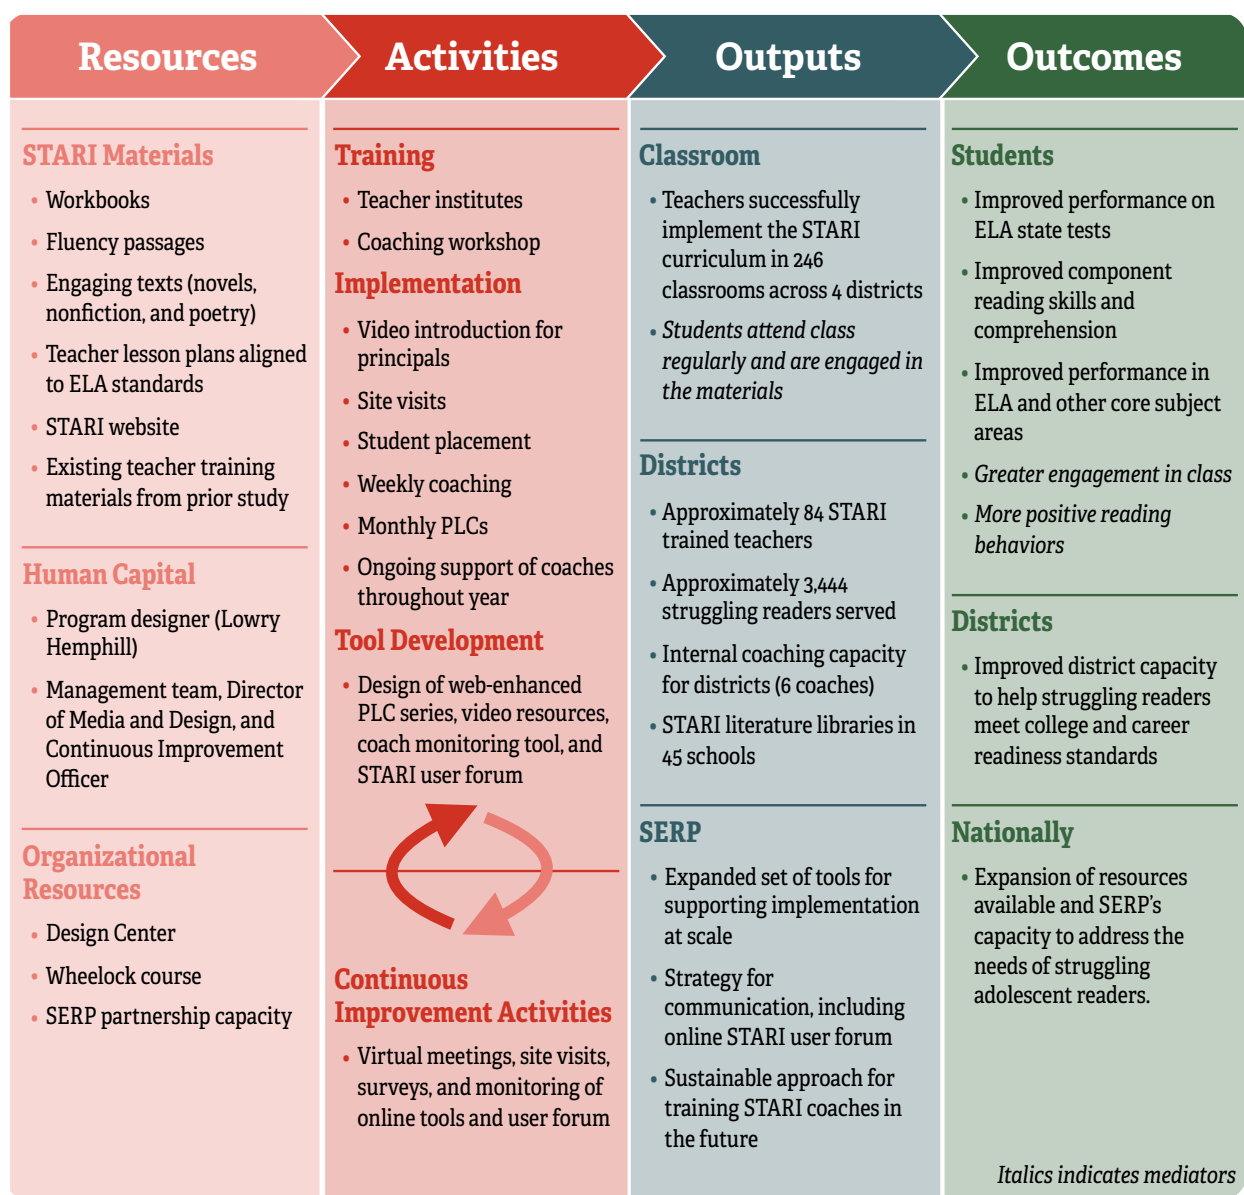 Resources
Activities
Outputs
Outcomes
STARI Materials
• Workbooks
• Fluency passages
• Engaging texts (novels,
nonfiction, and poetry)
• Teacher lesson plans aligned
to ELA standards
• STARI website
• Existing teacher training
materials from prior study
Human Capital
• Program designer (Lowry
Hemphill)
• Management team, Director
of Media and Design, and
Continuous Improvement
Officer
Organizational
Resources
• Design Center
• Wheelock course
• SERP partnership capacity
Training
• Teacher institutes
• Coaching workshop
Implementation
• Video introduction for
principals
• Site visits
• Student placement
• Weekly coaching
• Monthly PLCs
• Ongoing support of coaches
throughout year
Tool Development
• Design of web-enhanced
PLC series, video resources,
coach monitoring tool, and
STARI user forum
Continuous
Improvement Activities
• Virtual meetings, site visits,
surveys, and monitoring of
online tools and user forum
Classroom
• Teachers successfully
implement the STARI
curriculum in 246
classrooms across 4 districts
• Students attend class
regularly and are engaged in
the materials
Districts
• Approximately 84 STARI
trained teachers
• Approximately 3,444
struggling readers served
• Internal coaching capacity
for districts (6 coaches)
• STARI literature libraries in
45 schools
SERP
• Expanded set of tools for
supporting implementation
at scale
• Strategy for
communication, including
online STARI user forum
• Sustainable approach for
training STARI coaches in
the future
Students
• Improved performance on
ELA state tests
• Improved component
reading skills and
comprehension
• Improved performance in
ELA and other core subject
areas
• Greater engagement in class
• More positive reading
behaviors
Districts
• Improved district capacity
to help struggling readers
meet college and career
readiness standards
Nationally
• Expansion of resources
available and SERP's
capacity to address the
needs of struggling
adolescent readers.
Italics indicates mediators